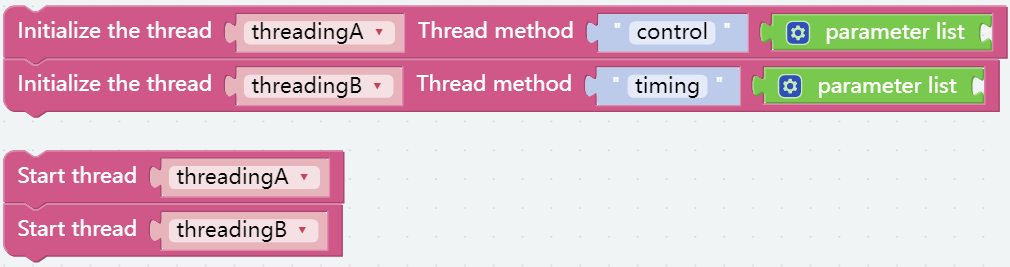 Initialize the thread threadingA Thread method " control " parameter list
Initialize the thread threadingB Thread method " timing " parameter list
Start thread threadingA
Start thread threadingB